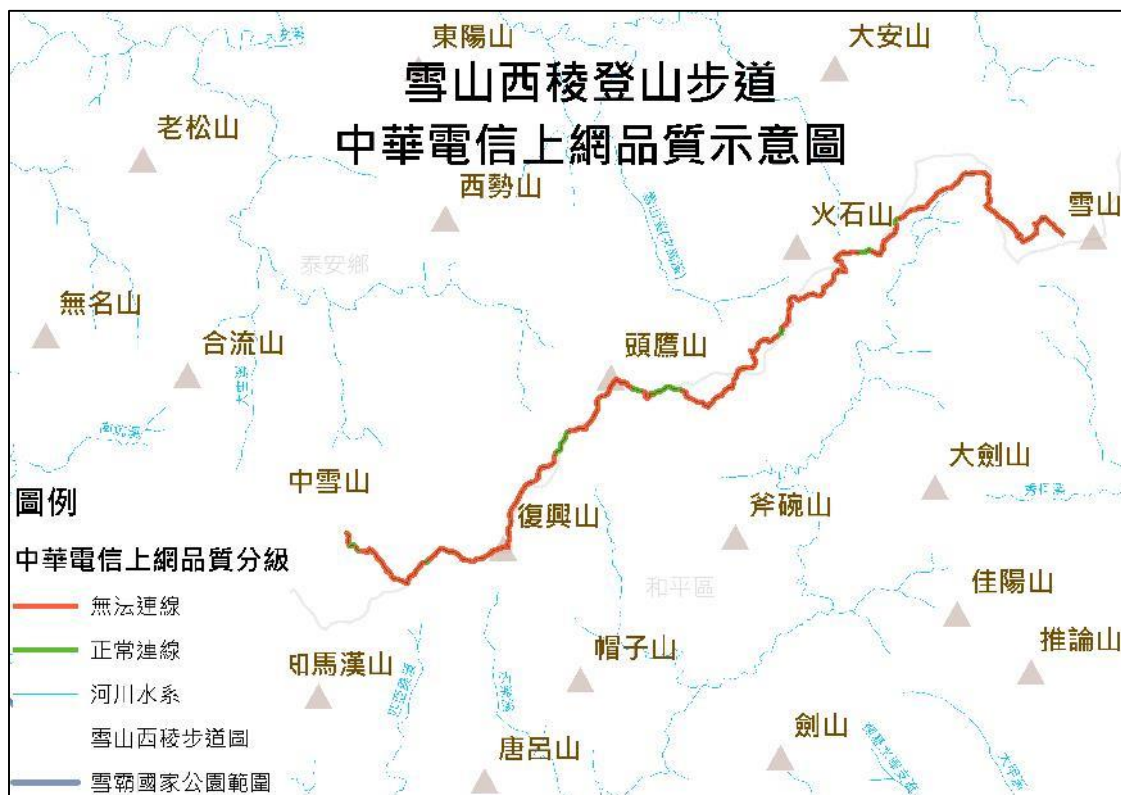 東陽山
大安山
雪山西稜登山步道
中華電信上網品質示意圖
老松山
西勢山
火石山
雪山
泰安鄉
無名山
合流山
頭鷹山
中雪山
大劍山
圖例
復興山
斧碗山
中華電信上網品質分級
無法連線
和平區
佳陽山
正常連線
帽子山
推論山
知馬漢山
河川水系
雪山西稜步道圖
唐呂山
劍山
雪霸國家公園範圍